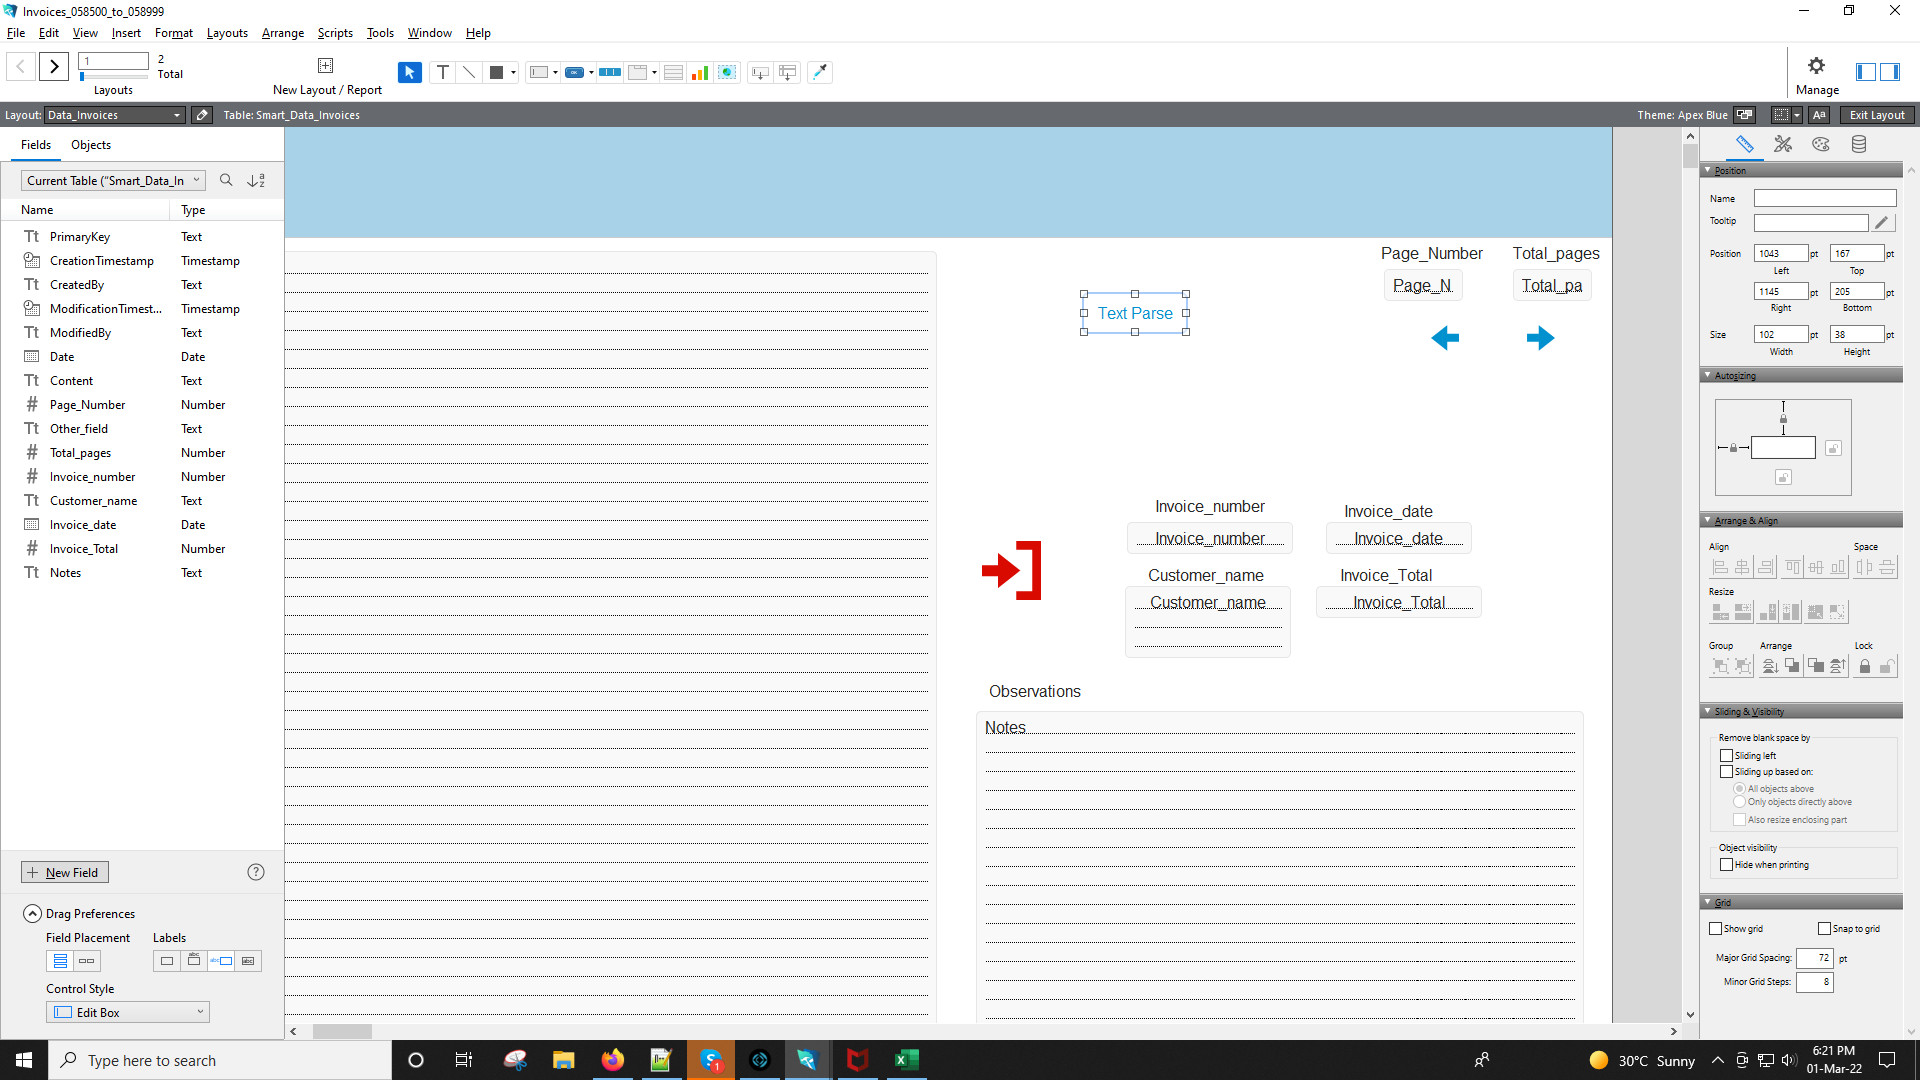 Invoices_058500_to_058999
File Edit View Insert Format Layouts Arrange Scripts Tools Window Help
1
2
Total
Layouts
New Layout / Report
Manage
Layout: Data_Invoices Table: Smart_Data_Invoices Theme: Apex Blue Aa Exit Layout
Fields Objects
Current Table ("Smart_Data_In
Name Type
PrimaryKey Text
CreationTimestamp Timestamp
CreatedBy Text
ModificationTimest... Timestamp
ModifiedBy Text
Date Date
Content Text
Page_Number Number
Other_field Text
Total_pages Number
Invoice_number Number
Customer_name Text
Invoice_date Date
Invoice_Total Number
Notes Text
New Field
Drag Preferences
Field Placement Labels
Control Style
Edit Box
Page_Number Total_pages
Page_N Total_pa
Text Parse
Invoice_number Invoice_date
Invoice_number Invoice_date
Customer_name Invoice_Total
Customer_name Invoice_Total
Observations
Notes
Position
Name
Tooltip
Position 1043 pt 167 pt
Left Top
1145 pt 205 pt
Right Bottom
Size 102 pt 38 pt
Width Height
Autosizing
Arrange & Align
Align Space
Resize
Group Arrange Lock
Sliding & Visibility
Remove blank space by
Sliding left
Sliding up based on:
All objects above
Only objects directly above
Also resize enclosing part
Object visibility
Hide when printing
Grid
Show grid Snap to grid
Major Grid Spacing: 72 pt
Minor Grid Steps: 8
Type here to search
30°C Sunny
6:21 PM
01-Mar-22